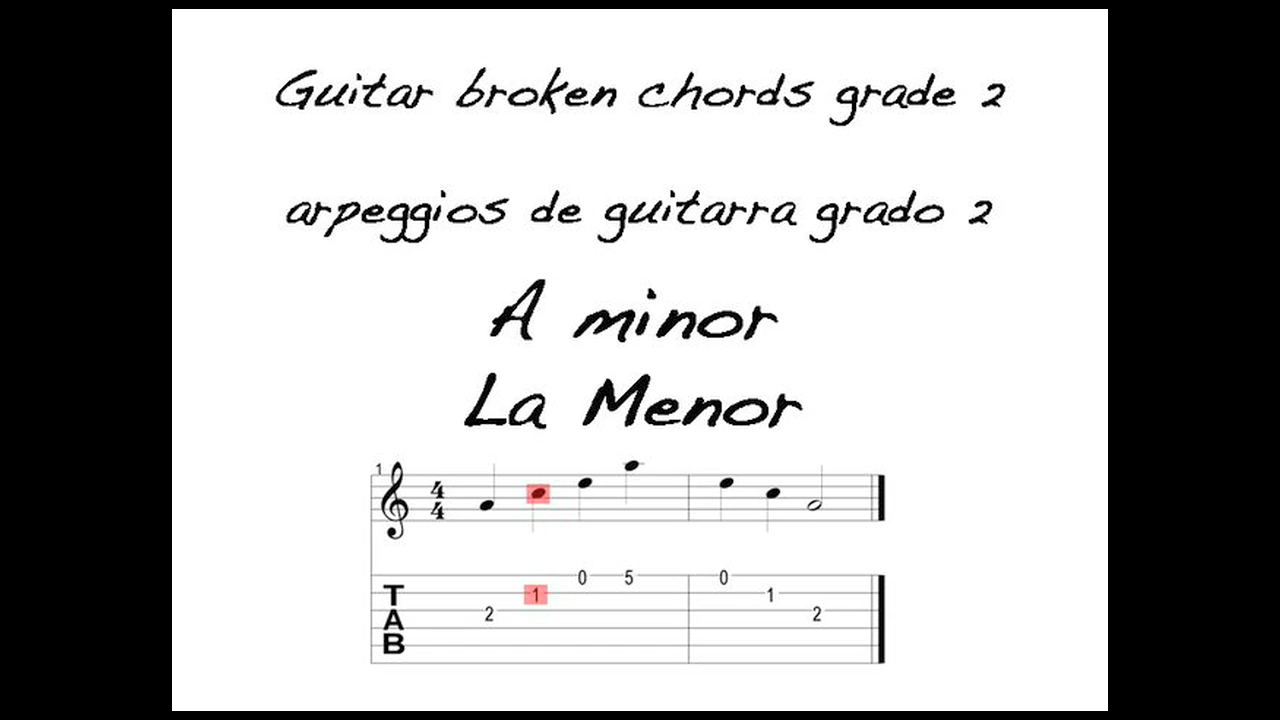 Guitar broken chords grade 2
arpeggios de guitarra grado 2
A minor
La Menor
1
4
4
0 5 0
T 1 1
A 2 2
B